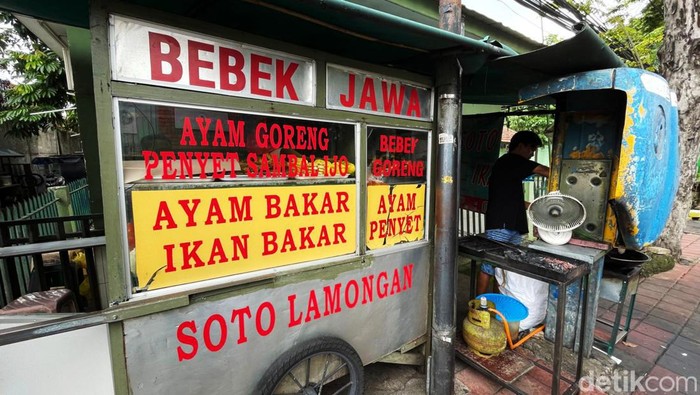 BEBEK JAWA
AYAM GORENG
PENYET SAMBAL IJO
AYAM BAKAR
IKAN BAKAR
BEBEK
GORENG
AYAM
PENYET
SOTO LAMONGAN
detikcom